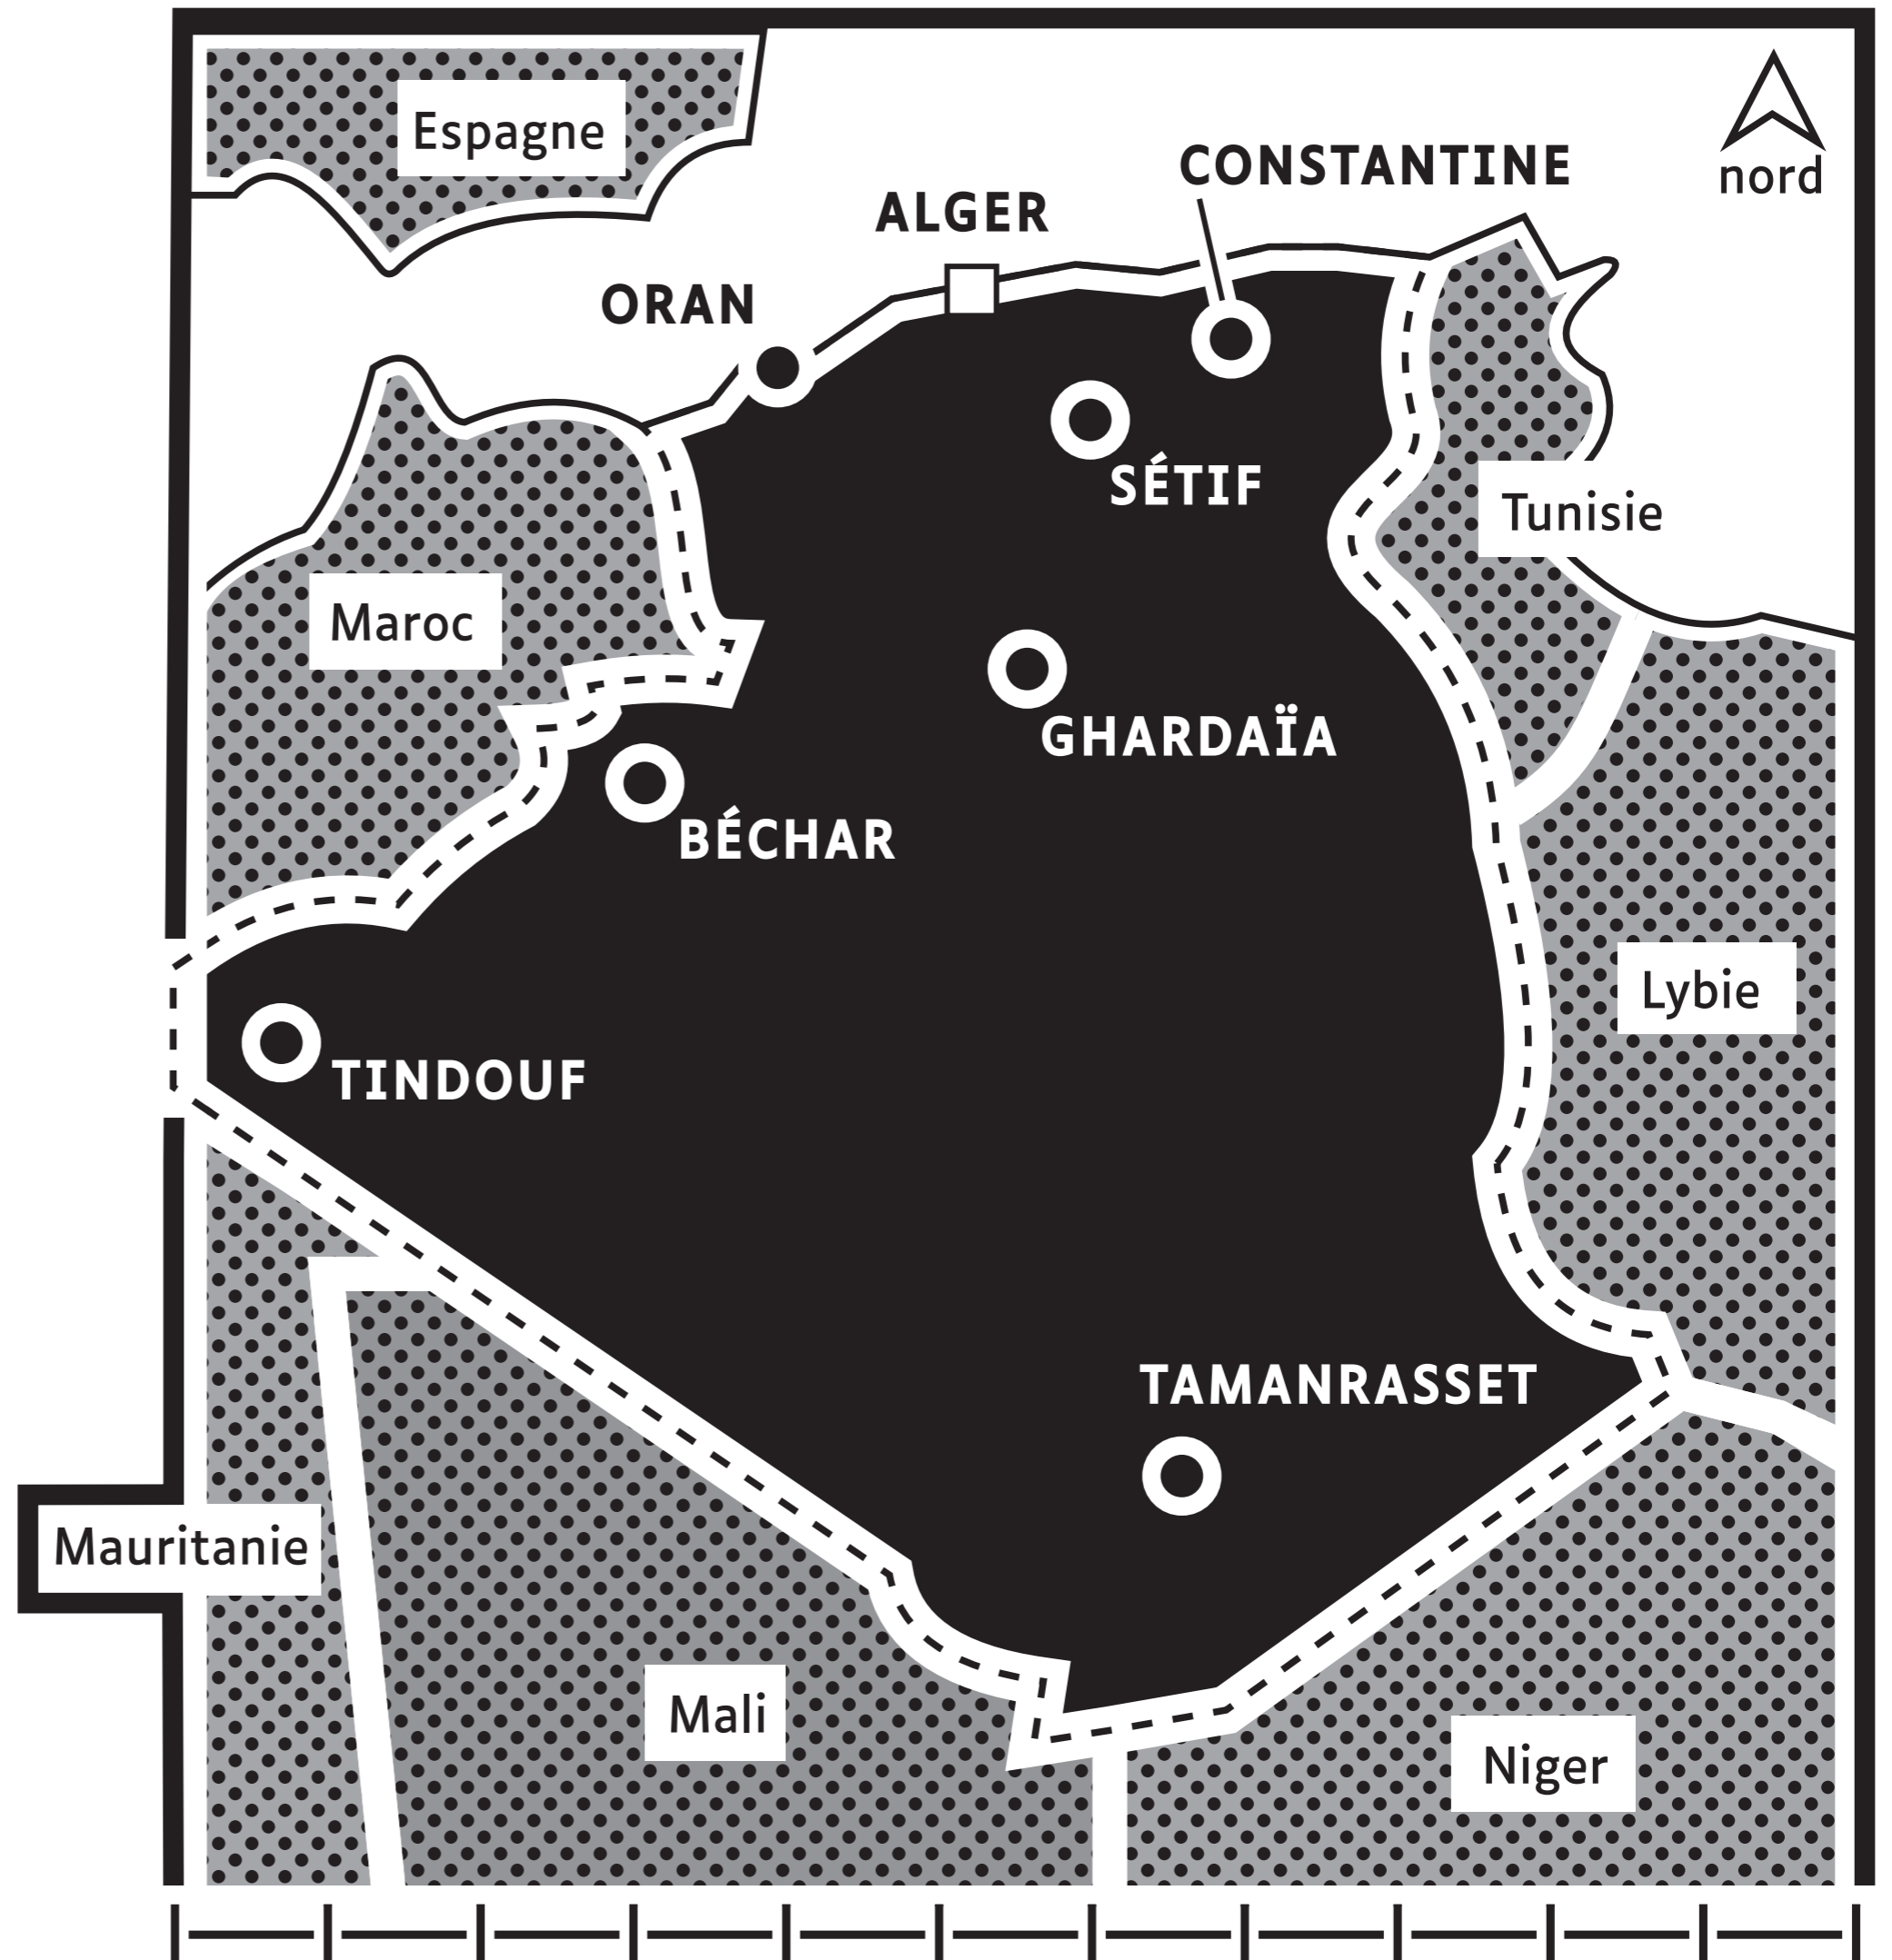 Espagne
nord
CONSTANTINE
ALGER
ORAN
SÉTIF
Tunisie
Maroc
GHARDAÏA
BÉCHAR
Lybie
TINDOUF
TAMANRASSET
Mauritanie
Mali
Niger